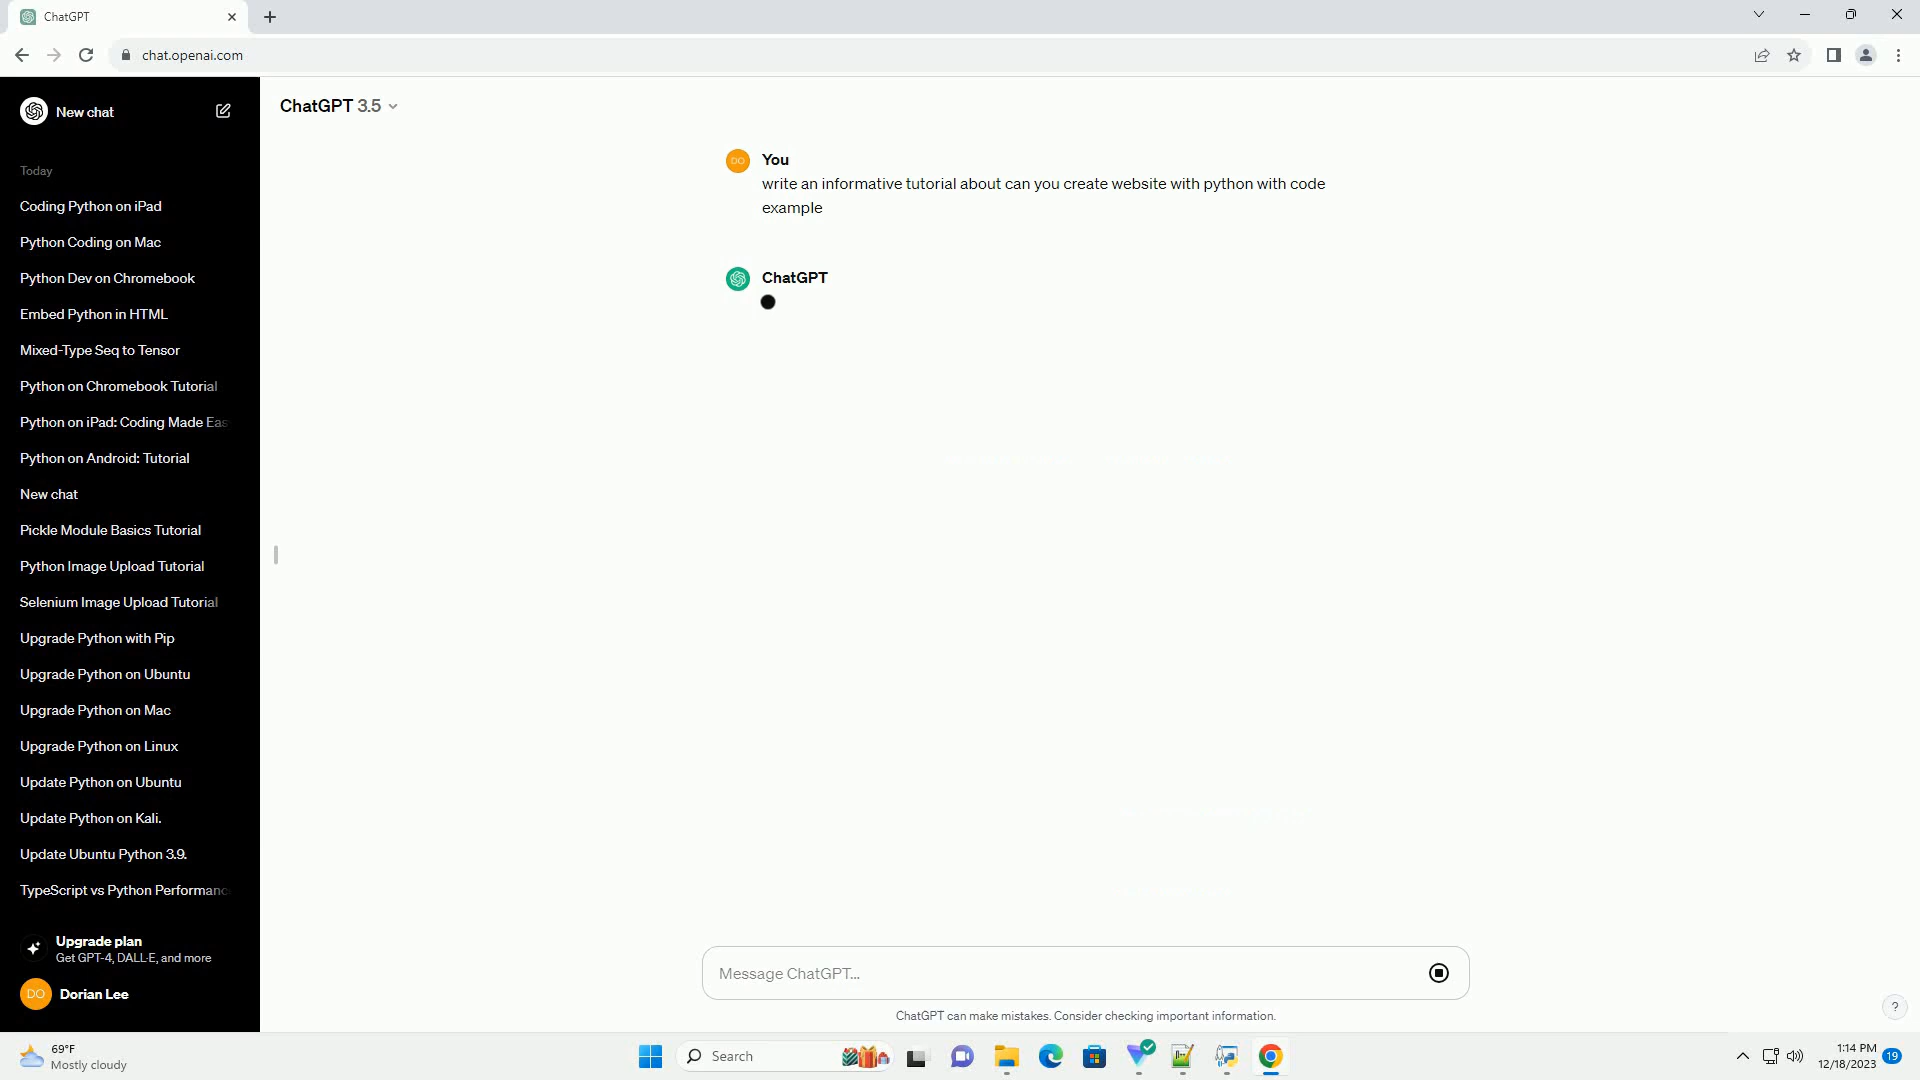 ChatGPT
chat.openai.com
New chat
Today
Coding Python on iPad
Python Coding on Mac
Python Dev on Chromebook
Embed Python in HTML
Mixed-Type Seq to Tensor
Python on Chromebook Tutorial
Python on iPad: Coding Made Eas
Python on Android: Tutorial
New chat
Pickle Module Basics Tutorial
Python Image Upload Tutorial
Selenium Image Upload Tutorial
Upgrade Python with Pip
Upgrade Python on Ubuntu
Upgrade Python on Mac
Upgrade Python on Linux
Update Python on Ubuntu
Update Python on Kali.
Update Ubuntu Python 3.9.
TypeScript vs Python Performanc
Upgrade plan
Get GPT-4, DALL·E, and more
DO Dorian Lee
ChatGPT 3.5
DO You
write an informative tutorial about can you create website with python with code
example
ChatGPT
Message ChatGPT...
ChatGPT can make mistakes. Consider checking important information.
?
69°F
Mostly cloudy
Search
1:14 PM
12/18/2023
19